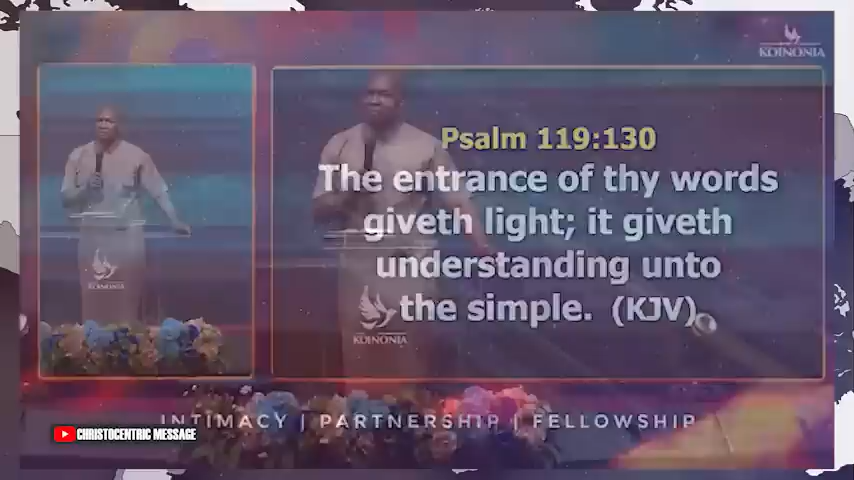 KOINONIA
Psalm 119:130
The entrance of thy words
giveth light; it giveth
understanding unto
the simple. (KJV)
KOINONIA
KOINONIA
INTIMACY | PARTNERSHIP | FELLOWSHIP
CHRISTOCENTRIC MESSAGE